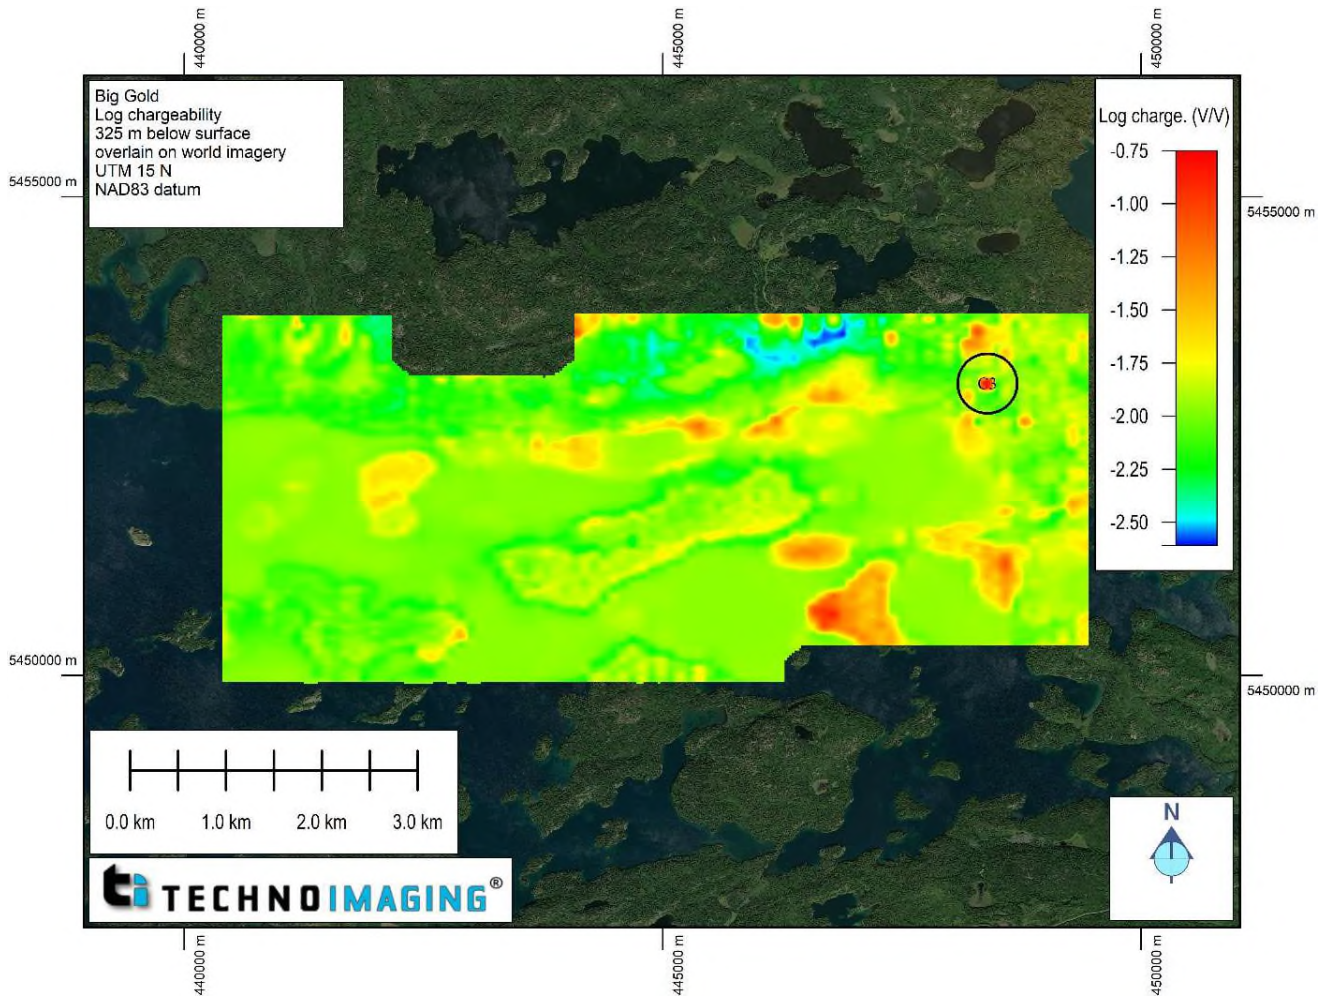 440000 m
445000 m
450000 m
Big Gold
Log chargeability
325 m below surface
overlain on world imagery
UTM 15 N
NAD83 datum
Log charge. (V/V)
-0.75
-1.00
-1.25
-1.50
-1.75
-2.00
-2.25
-2.50
5455000 m
5455000 m
5450000 m
5450000 m
0.0 km 1.0 km 2.0 km 3.0 km
N
ti TECHNOIMAGING®
440000 m
445000 m
450000 m